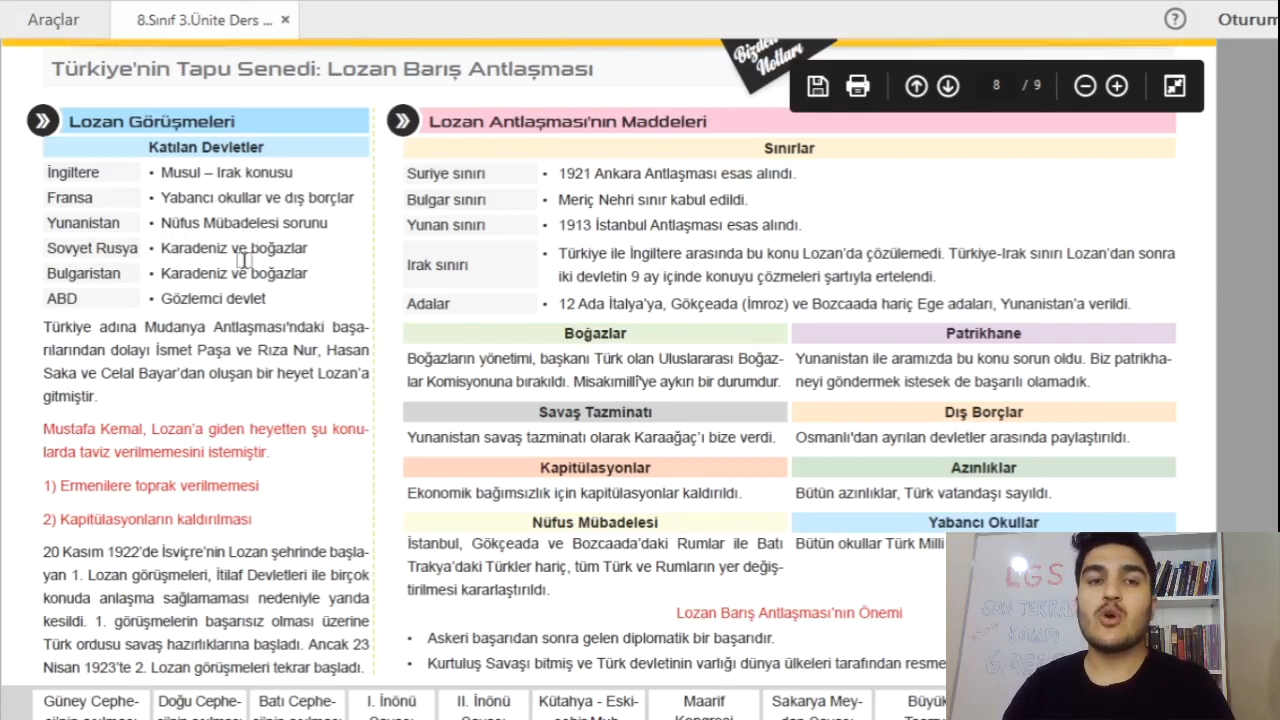 Araçlar
8.Sınıf 3.Ünite Ders ... ×
Oturum
Bizden
Notları
Türkiye'nin Tapu Senedi: Lozan Barış Antlaşması
8 / 9
Lozan Görüşmeleri
Katılan Devletler
İngiltere • Musul – Irak konusu
Fransa • Yabancı okullar ve dış borçlar
Yunanistan • Nüfus Mübadelesi sorunu
Sovyet Rusya • Karadeniz ve boğazlar
Bulgaristan • Karadeniz ve boğazlar
ABD • Gözlemci devlet
Türkiye adına Mudanya Antlaşması'ndaki başa-
rılarından dolayı İsmet Paşa ve Rıza Nur, Hasan
Saka ve Celal Bayar'dan oluşan bir heyet Lozan'a
gitmiştir.
Mustafa Kemal, Lozan'a giden heyetten şu konu-
larda taviz verilmemesini istemiştir.
1) Ermenilere toprak verilmemesi
2) Kapitülasyonların kaldırılması
20 Kasım 1922'de İsviçre'nin Lozan şehrinde başla-
yan 1. Lozan görüşmeleri, İtilaf Devletleri ile birçok
konuda anlaşma sağlamaması nedeniyle yarıda
kesildi. 1. görüşmelerin başarısız olması üzerine
Türk ordusu savaş hazırlıklarına başladı. Ancak 23
Nisan 1923'te 2. Lozan görüşmeleri tekrar başladı.
Lozan Antlaşması'nın Maddeleri
Sınırlar
Suriye sınırı • 1921 Ankara Antlaşması esas alındı.
Bulgar sınırı • Meriç Nehri sınır kabul edildi.
Yunan sınırı • 1913 İstanbul Antlaşması esas alındı.
Irak sınırı • Türkiye ile İngiltere arasında bu konu Lozan'da çözülemedi. Türkiye-Irak sınırı Lozan'dan sonra
iki devletin 9 ay içinde konuyu çözmeleri şartıyla ertelendi.
Adalar • 12 Ada İtalya'ya, Gökçeada (İmroz) ve Bozcaada hariç Ege adaları, Yunanistan'a verildi.
Boğazlar
Boğazların yönetimi, başkanı Türk olan Uluslararası Boğaz-
lar Komisyonuna bırakıldı. Misakımillî'ye aykırı bir durumdur.
Patrikhane
Yunanistan ile aramızda bu konu sorun oldu. Biz patrikha-
neyi göndermek istesek de başarılı olamadık.
Savaş Tazminatı
Yunanistan savaş tazminatı olarak Karaağaç'ı bize verdi.
Dış Borçlar
Osmanlı'dan ayrılan devletler arasında paylaştırıldı.
Kapitülasyonlar
Ekonomik bağımsızlık için kapitülasyonlar kaldırıldı.
Azınlıklar
Bütün azınlıklar, Türk vatandaşı sayıldı.
Nüfus Mübadelesi
İstanbul, Gökçeada ve Bozcaada'daki Rumlar ile Batı
Trakya'daki Türkler hariç, tüm Türk ve Rumların yer değiş-
tirilmesi kararlaştırıldı.
Yabancı Okullar
Bütün okullar Türk Milli
Lozan Barış Antlaşması'nın Önemi
• Askeri başarıdan sonra gelen diplomatik bir başarıdır.
• Kurtuluş Savaşı bitmiş ve Türk devletinin varlığı dünya ülkeleri tarafından resme
LGS
SON TEKRAR
KAMPI
6. DERS
Güney Cephe- Doğu Cephe- Batı Cephe- I. İnönü II. İnönü Kütahya - Eski- Maarif Sakarya Mey- Büyük